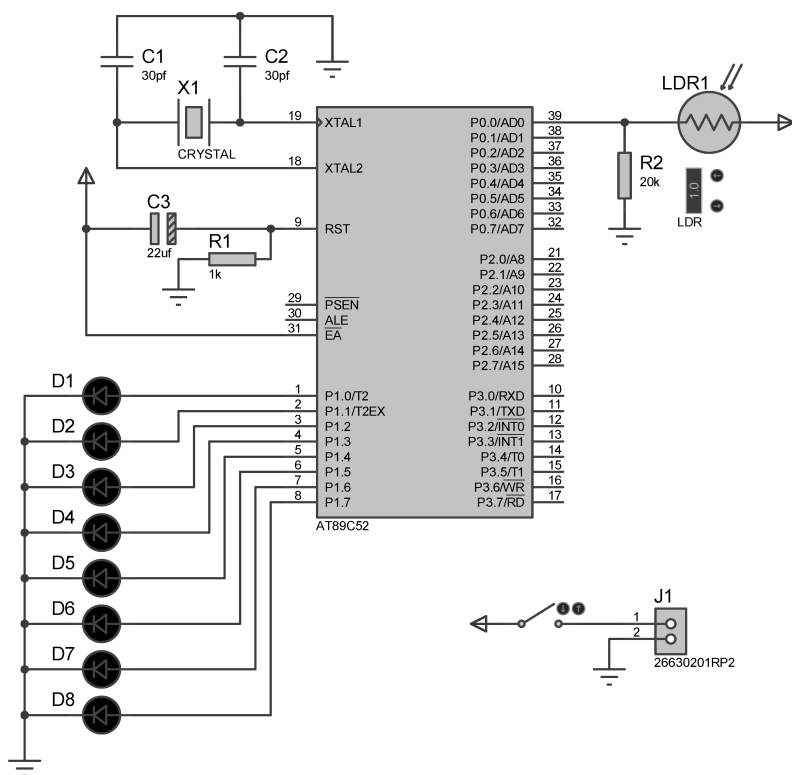 C1
30pf
C2
30pf
X1
CRYSTAL
LDR1
R2
20k
1.0
LDR
C3
22uf
R1
1k
19 XTAL1
18 XTAL2
9 RST
29 PSEN
30 ALE
31 EA
1 P1.0/T2
2 P1.1/T2EX
3 P1.2
4 P1.3
5 P1.4
6 P1.5
7 P1.6
8 P1.7
P0.0/AD0 39
P0.1/AD1 38
P0.2/AD2 37
P0.3/AD3 36
P0.4/AD4 35
P0.5/AD5 34
P0.6/AD6 33
P0.7/AD7 32
P2.0/A8 21
P2.1/A9 22
P2.2/A10 23
P2.3/A11 24
P2.4/A12 25
P2.5/A13 26
P2.6/A14 27
P2.7/A15 28
P3.0/RXD 10
P3.1/TXD 11
P3.2/INT0 12
P3.3/INT1 13
P3.4/T0 14
P3.5/T1 15
P3.6/WR 16
P3.7/RD 17
AT89C52
D1
D2
D3
D4
D5
D6
D7
D8
J1
1
2
26630201RP2